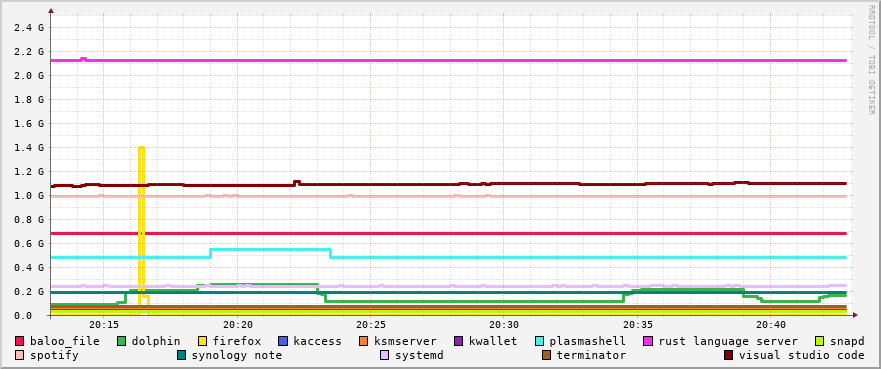 RRDTOOL / TOBI OETIKER
2.4 G
2.2 G
2.0 G
1.8 G
1.6 G
1.4 G
1.2 G
1.0 G
0.8 G
0.6 G
0.4 G
0.2 G
0.0
20:15 20:20 20:25 20:30 20:35 20:40
baloo_file dolphin firefox kaccess ksmserver kwallet plasmashell rust language server snapd
spotify synology note systemd terminator visual studio code